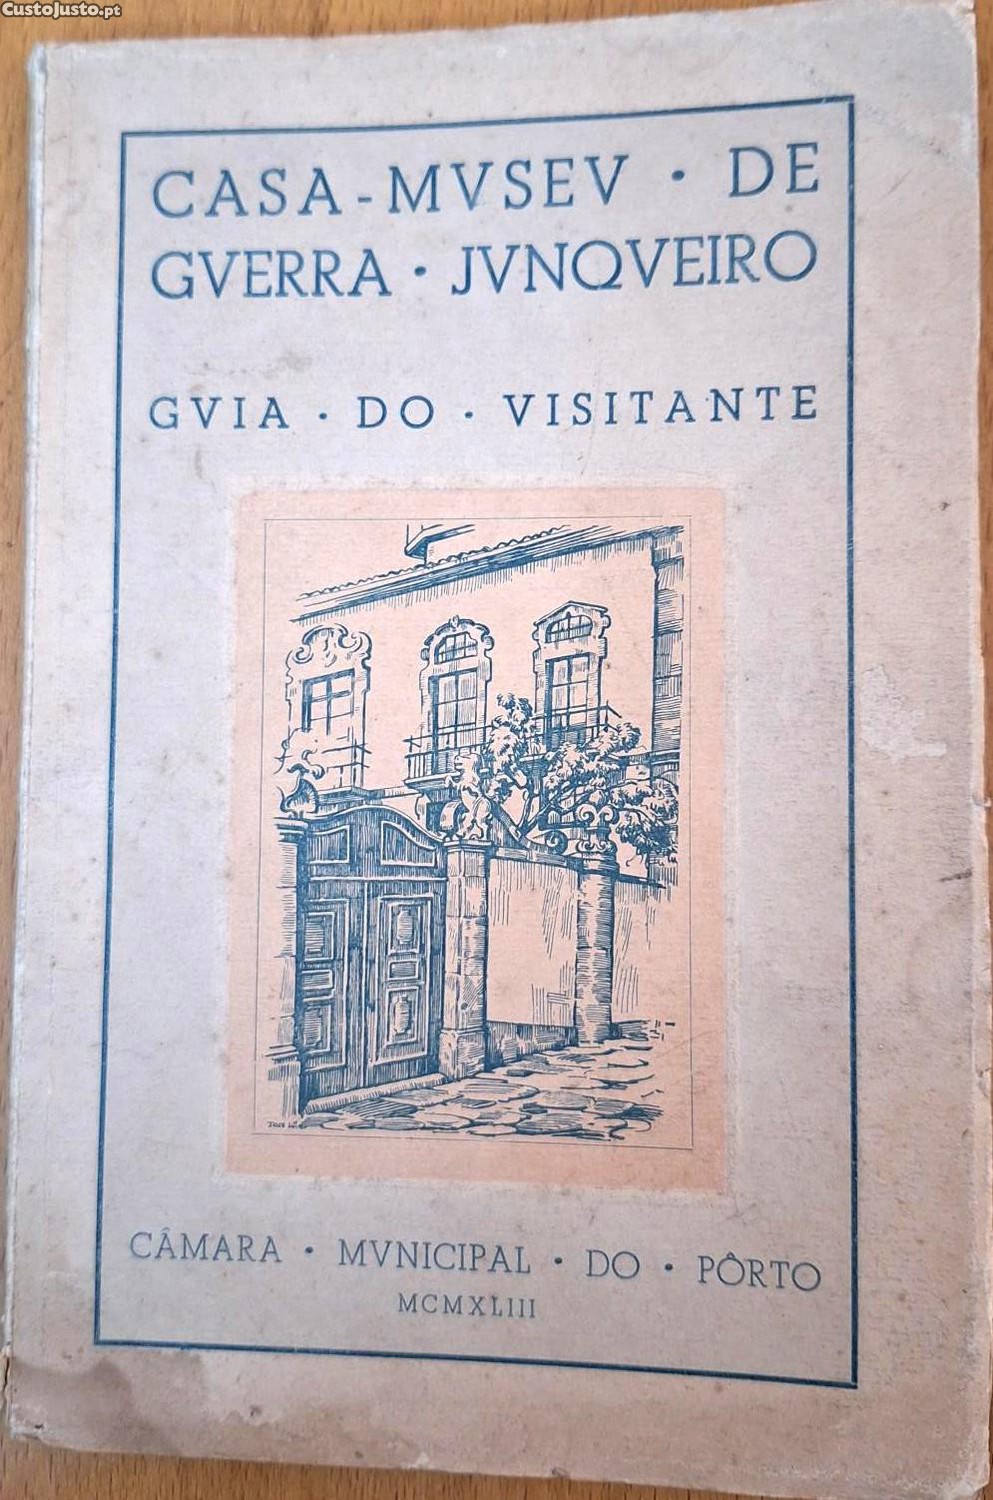 CustoJusto.pt
CASA-MVSEV · DE
GVERRA · JVNQVEIRO
GVIA · DO · VISITANTE
CÂMARA · MVNICIPAL · DO · PÔRTO
MCMXLIII